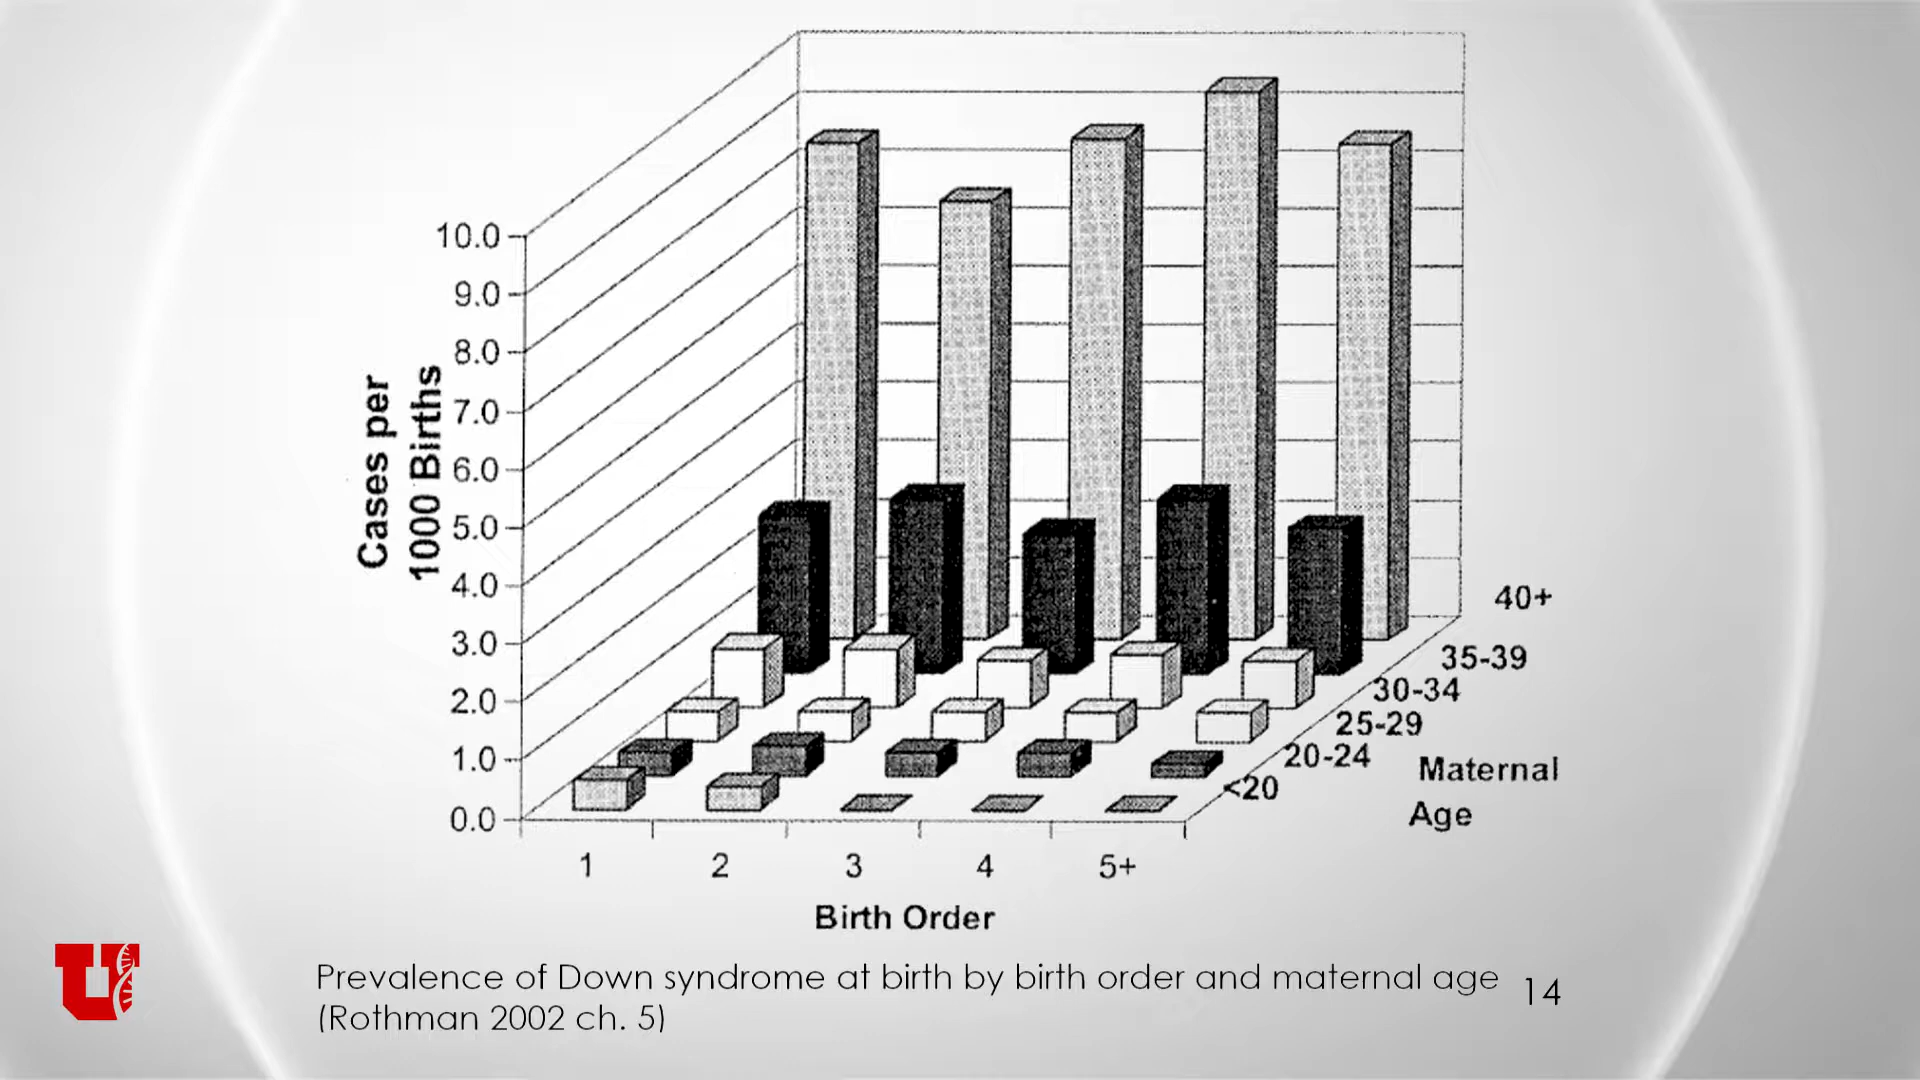 10.0
9.0
8.0
7.0
6.0
5.0
4.0
3.0
2.0
1.0
0.0
Cases per
1000 Births
40+
35-39
30-34
25-29
20-24
<20
Maternal
Age
1 2 3 4 5+
Birth Order
U
Prevalence of Down syndrome at birth by birth order and maternal age
(Rothman 2002 ch. 5)
14